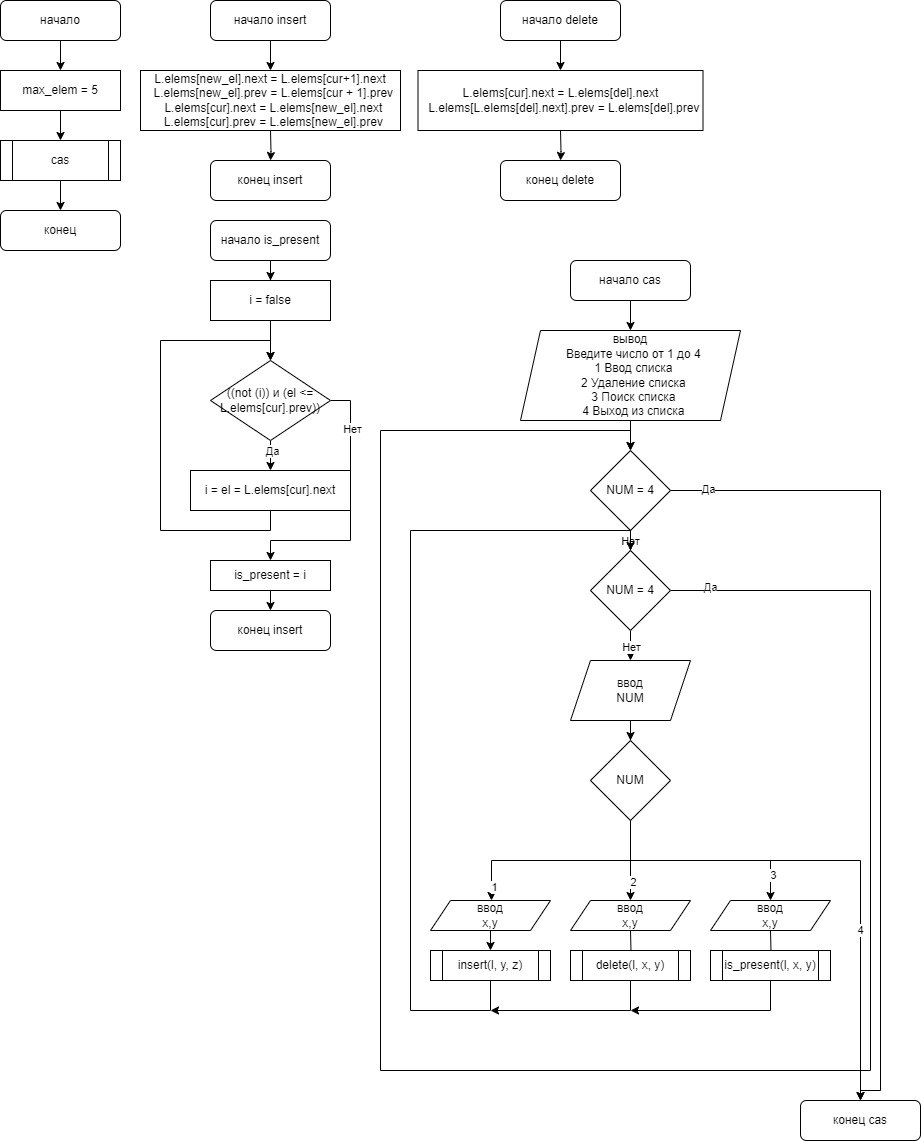 начало
max_elem = 5
cas
конец
начало insert
L.elems[new_el].next = L.elems[cur+1].next
L.elems[new_el].prev = L.elems[cur + 1].prev
L.elems[cur].next = L.elems[new_el].next
L.elems[cur].prev = L.elems[new_el].prev
конец insert
начало delete
L.elems[cur].next = L.elems[del].next
L.elems[L.elems[del].next].prev = L.elems[del].prev
конец delete
начало is_present
i = false
((not (i)) и (el <=
L.elems[cur].prev))
Нет
Да
i = el = L.elems[cur].next
is_present = i
конец insert
начало cas
вывод
Введите число от 1 до 4
1 Ввод списка
2 Удаление списка
3 Поиск списка
4 Выход из списка
NUM = 4
Да
Нет
NUM = 4
Да
Нет
ввод
NUM
NUM
1
2
3
4
ввод
x,y
ввод
x,y
ввод
x,y
insert(l, y, z)
delete(l, x, y)
is_present(l, x, y)
конец cas